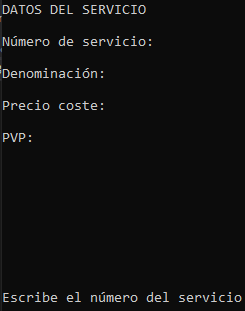 DATOS DEL SERVICIO
Número de servicio:
Denominación:
Precio coste:
PVP:
Escribe el número del servicio